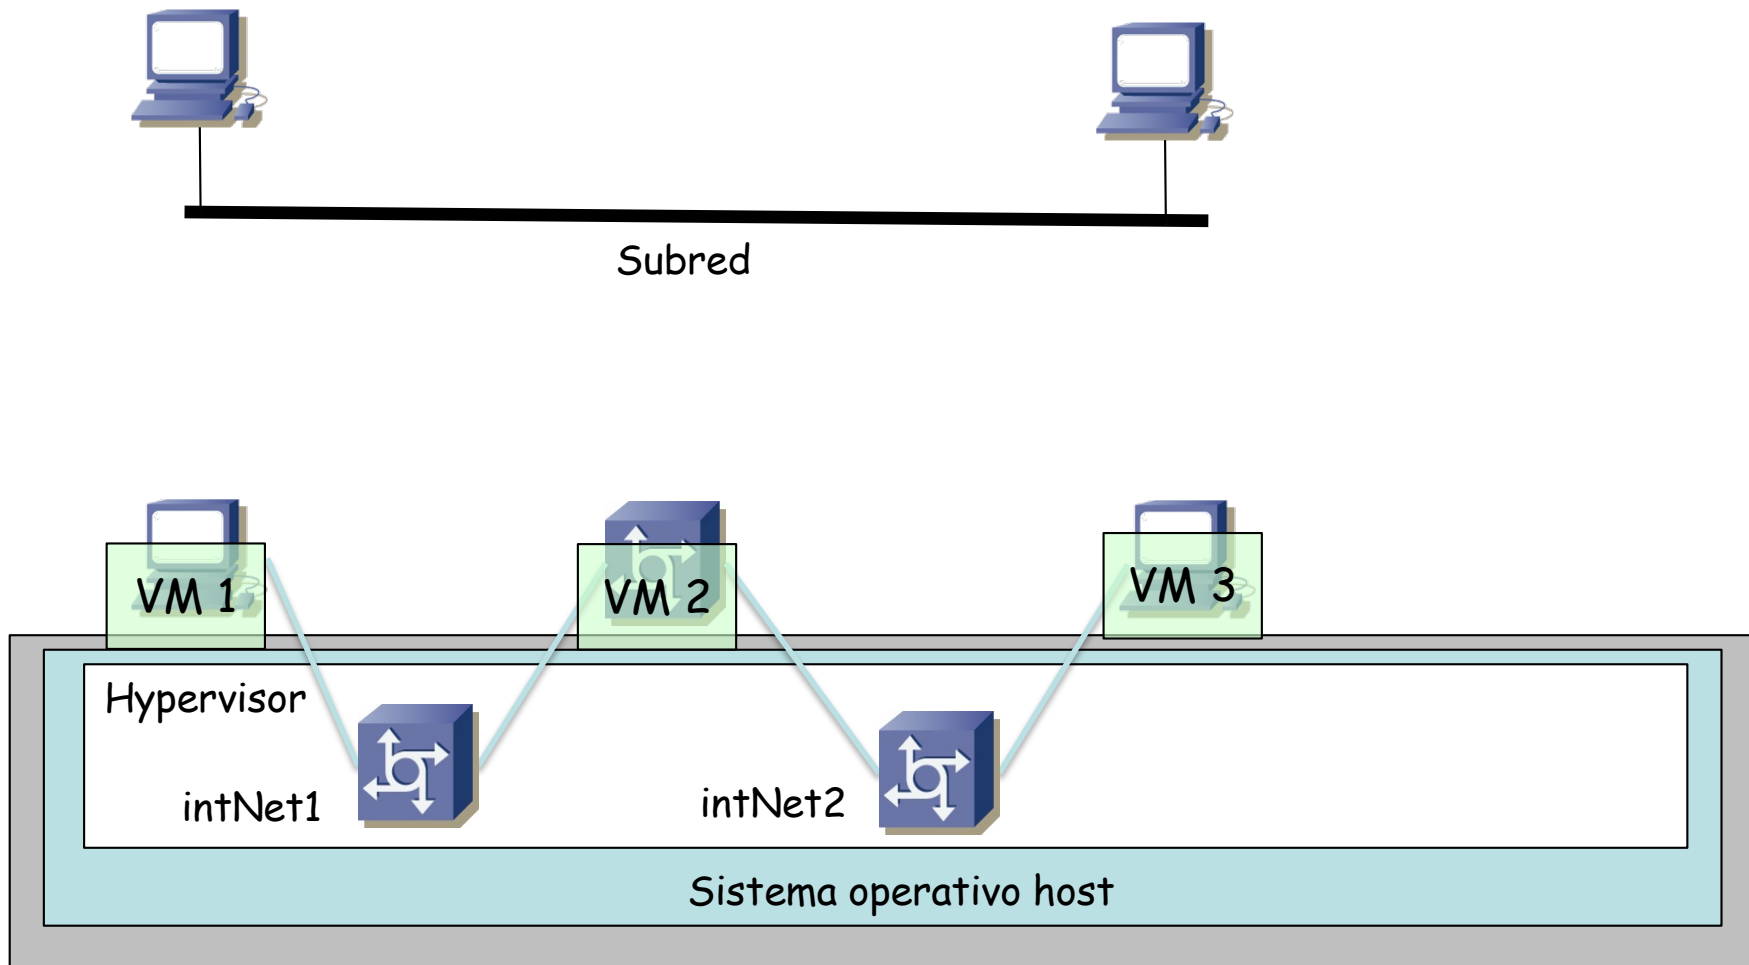 Subred
VM 1
VM 2
VM 3
Hypervisor
intNet1
intNet2
Sistema operativo host